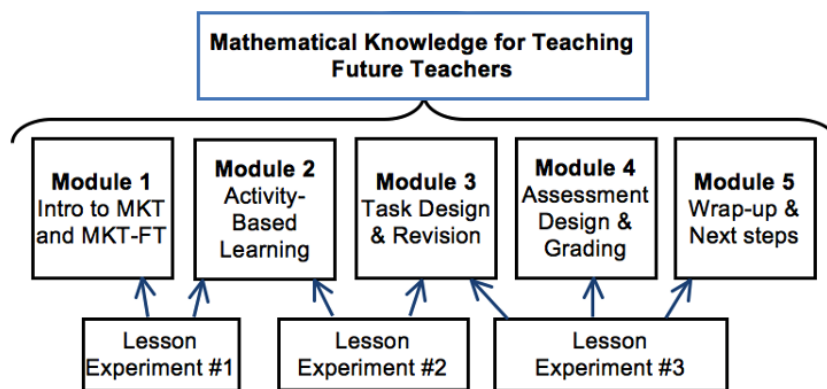 Mathematical Knowledge for Teaching
Future Teachers
Module 1
Intro to MKT
and MKT-FT
Module 2
Activity-
Based
Learning
Module 3
Task Design
& Revision
Module 4
Assessment
Design &
Grading
Module 5
Wrap-up &
Next steps
Lesson
Experiment #1
Lesson
Experiment #2
Lesson
Experiment #3